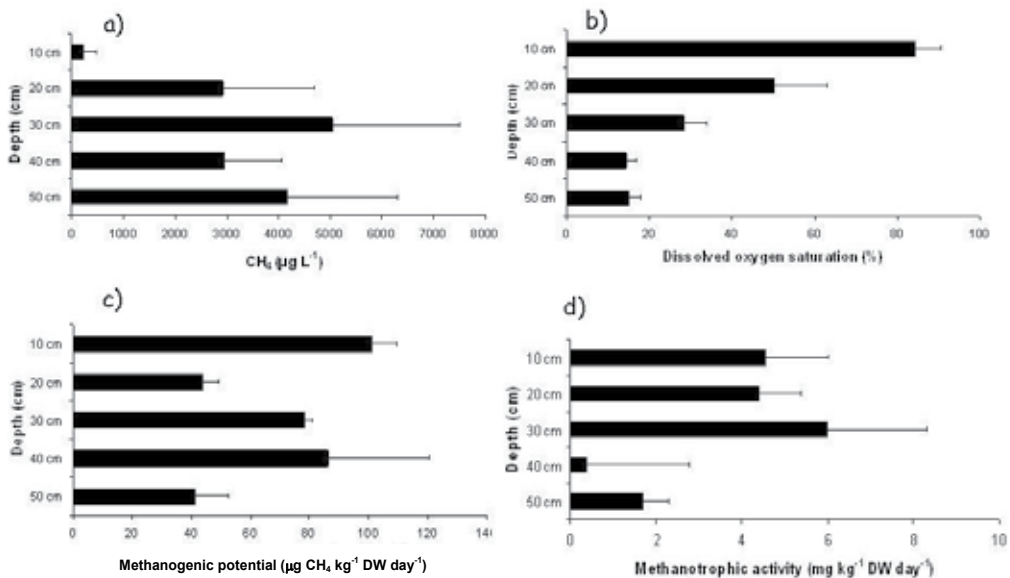 a)
Depth (cm)
10 cm
20 cm
30 cm
40 cm
50 cm
0 1000 2000 3000 4000 5000 6000 7000 8000
CH₄ (µg L⁻¹)
b)
Depth (cm)
10 cm
20 cm
30 cm
40 cm
50 cm
0 20 40 60 80 100
Dissolved oxygen saturation (%)
c)
Depth (cm)
10 cm
20 cm
30 cm
40 cm
50 cm
0 20 40 60 80 100 120 14
Methanogenic potential (µg CH₄ kg⁻¹ DW day⁻¹)
d)
Depth (cm)
10 cm
20 cm
30 cm
40 cm
50 cm
0 2 4 6 8 10
Methanotrophic activity (mg kg⁻¹ DW day⁻¹)